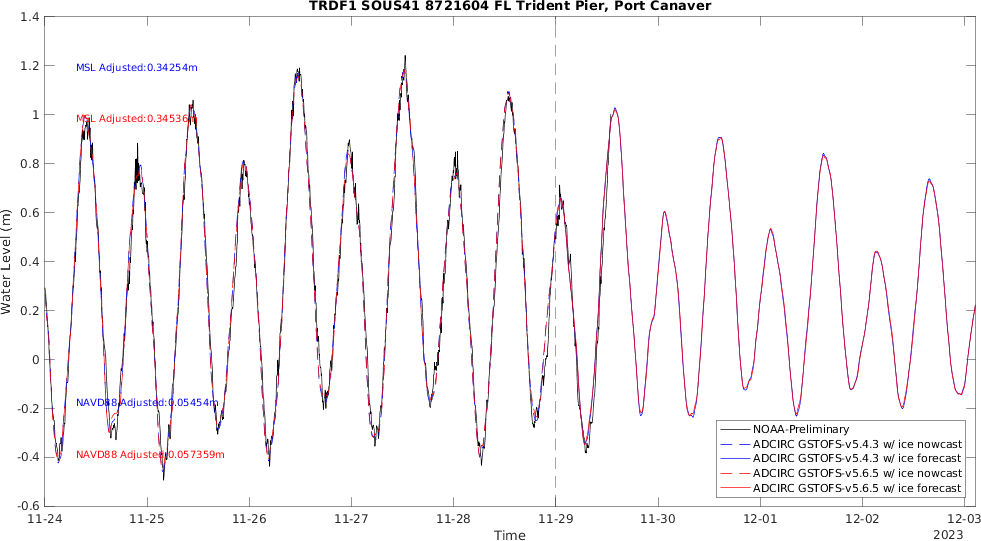 TRDF1 SOUS41 8721604 FL Trident Pier, Port Canaver
1.4
1.2
1
0.8
0.6
0.4
0.2
0
-0.2
-0.4
-0.6
Water Level (m)
MSL Adjusted:0.34254m
MSL Adjusted:0.34536m
NAVD88 Adjusted:0.05454m
NAVD88 Adjusted:0.057359m
NOAA-Preliminary
ADCIRC GSTOFS-v5.4.3 w/ ice nowcast
ADCIRC GSTOFS-v5.4.3 w/ ice forecast
ADCIRC GSTOFS-v5.6.5 w/ ice nowcast
ADCIRC GSTOFS-v5.6.5 w/ ice forecast
11-24 11-25 11-26 11-27 11-28 11-29 11-30 12-01 12-02 12-03
Time 2023